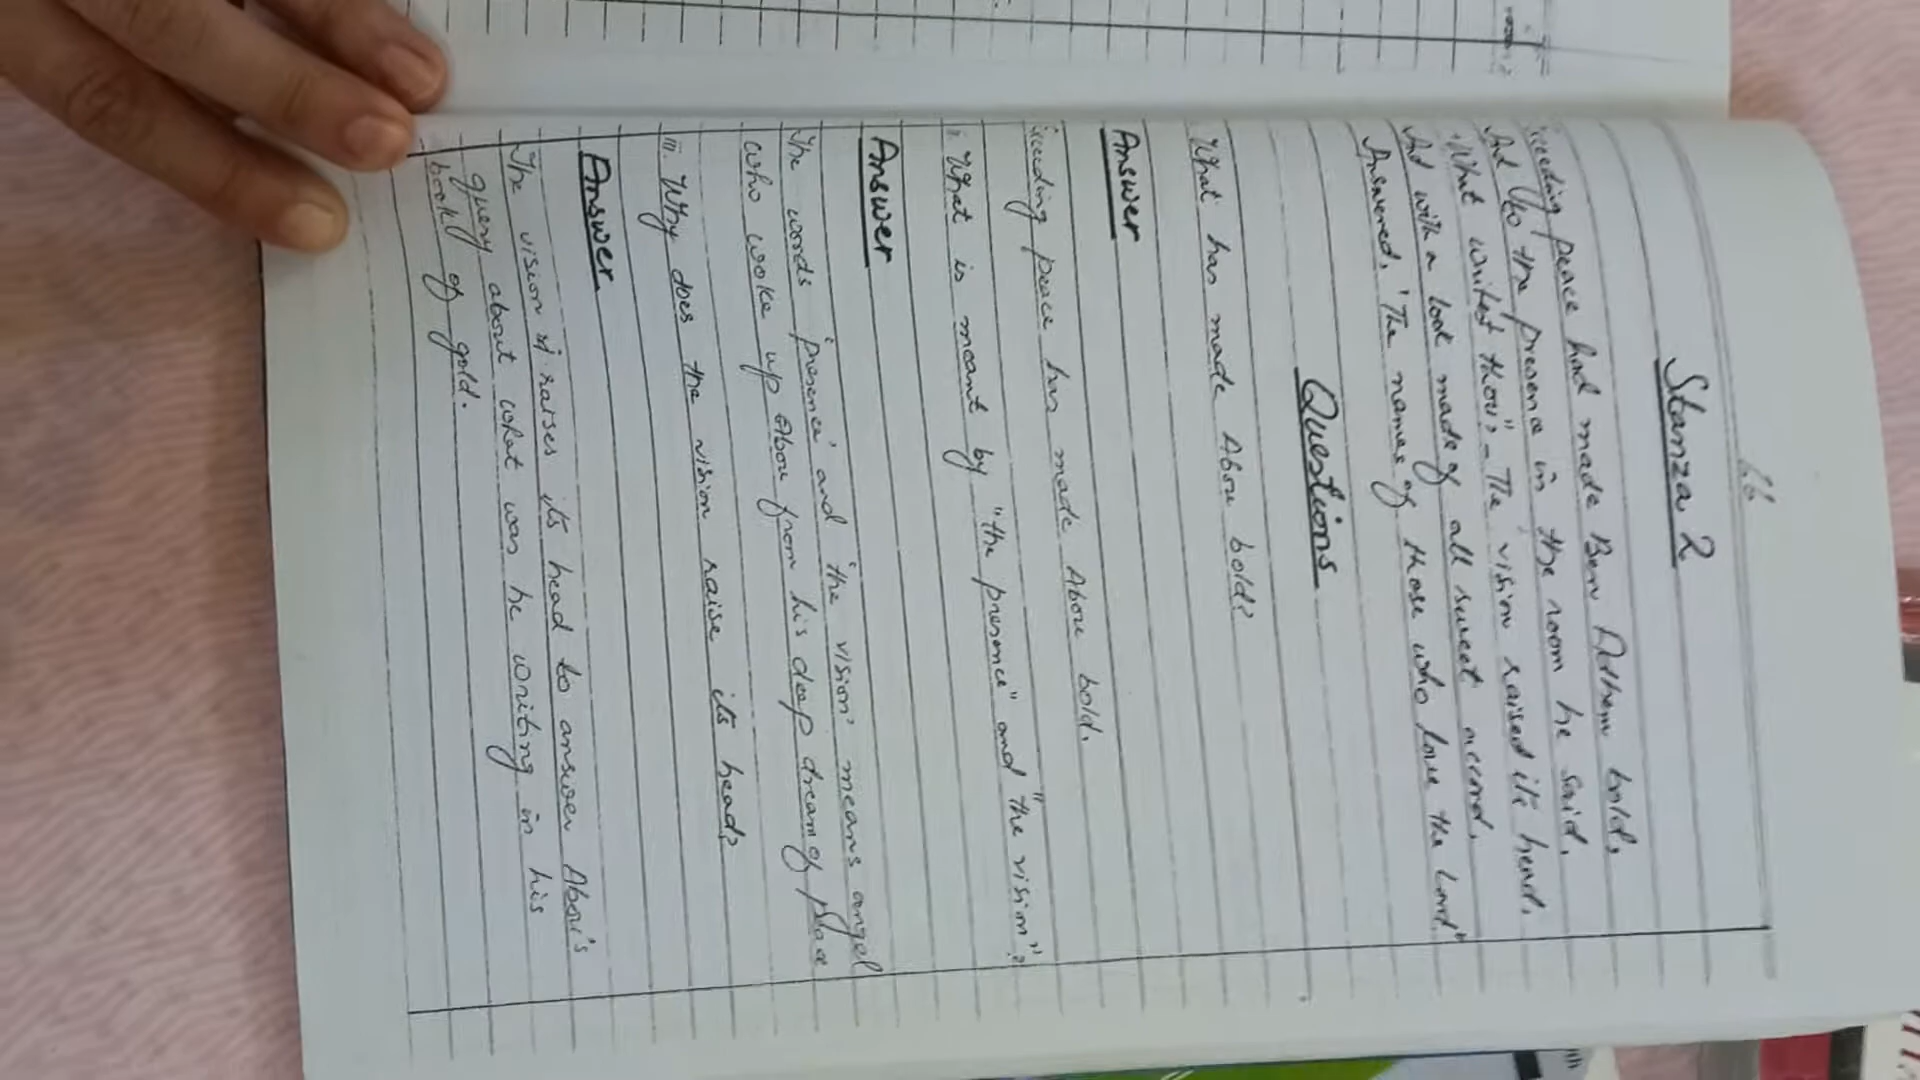 66
Stanza 2
ceeding peace had made Ben Adhem bold,
And to the presence in the room he said,
"What writest thou?" - The vision raised its head,
And with a look made of all sweet accord,
Answered, 'The names of those who love the Lord"
Questions
What has made Abou bold?
Answer
ceeding peace has made Abou bold.
What is meant by "the presence" and "the vision"?
Answer
The words 'presence' and 'the vision' means angel
who woke up Abou from his deep dream of peace
iii. Why does the vision raise its head?
Answer
The vision raises its head to answer Abou's
query about what was he writing in his
book of gold.